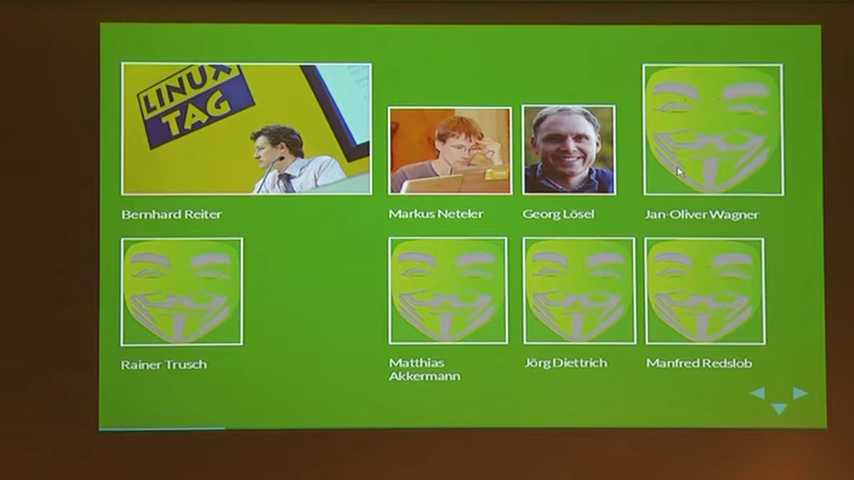 LINUX
TAG
Bernhard Reiter
Markus Neteler
Georg Lösel
Jan-Oliver Wagner
Rainer Trusch
Matthias
Akkermann
Jörg Diettrich
Manfred Redslob